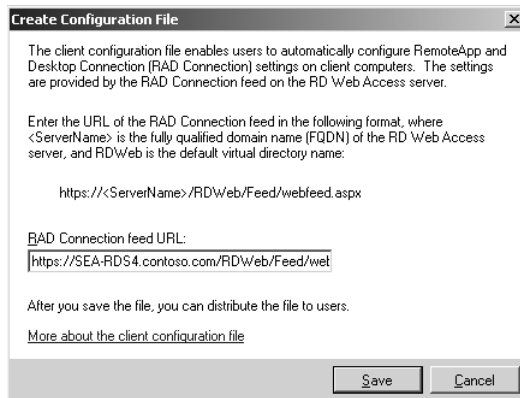 Create Configuration File
The client configuration file enables users to automatically configure RemoteApp and
Desktop Connection (RAD Connection) settings on client computers. The settings
are provided by the RAD Connection feed on the RD Web Access server.
Enter the URL of the RAD Connection feed in the following format, where
<ServerName> is the fully qualified domain name (FQDN) of the RD Web Access
server, and RDWeb is the default virtual directory name:
https://<ServerName>/RDWeb/Feed/webfeed.aspx
RAD Connection feed URL:
https://SEA-RDS4.contoso.com/RDWeb/Feed/wet
After you save the file, you can distribute the file to users.
More about the client configuration file
Save Cancel